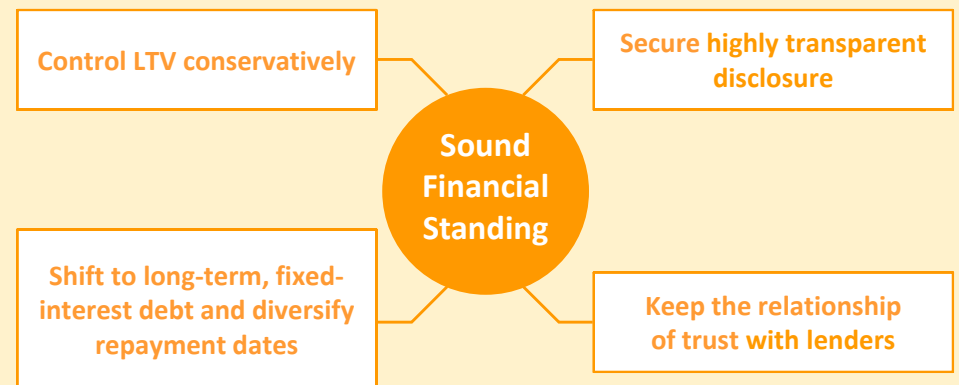 Control LTV conservatively
Secure highly transparent
disclosure
Sound
Financial
Standing
Shift to long-term, fixed-
interest debt and diversify
repayment dates
Keep the relationship
of trust with lenders